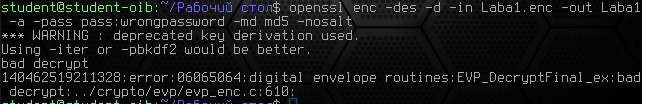 student@student-oib:~/Рабочий стол$ openssl enc -des -d -in Laba1.enc -out Laba1
-a -pass pass:wrongpassword -md md5 -nosalt
*** WARNING : deprecated key derivation used.
Using -iter or -pbkdf2 would be better.
bad decrypt
140462519211328:error:06065064:digital envelope routines:EVP_DecryptFinal_ex:bad
decrypt:../crypto/evp/evp_enc.c:610:
student@student-oib:~/Рабочий стол$